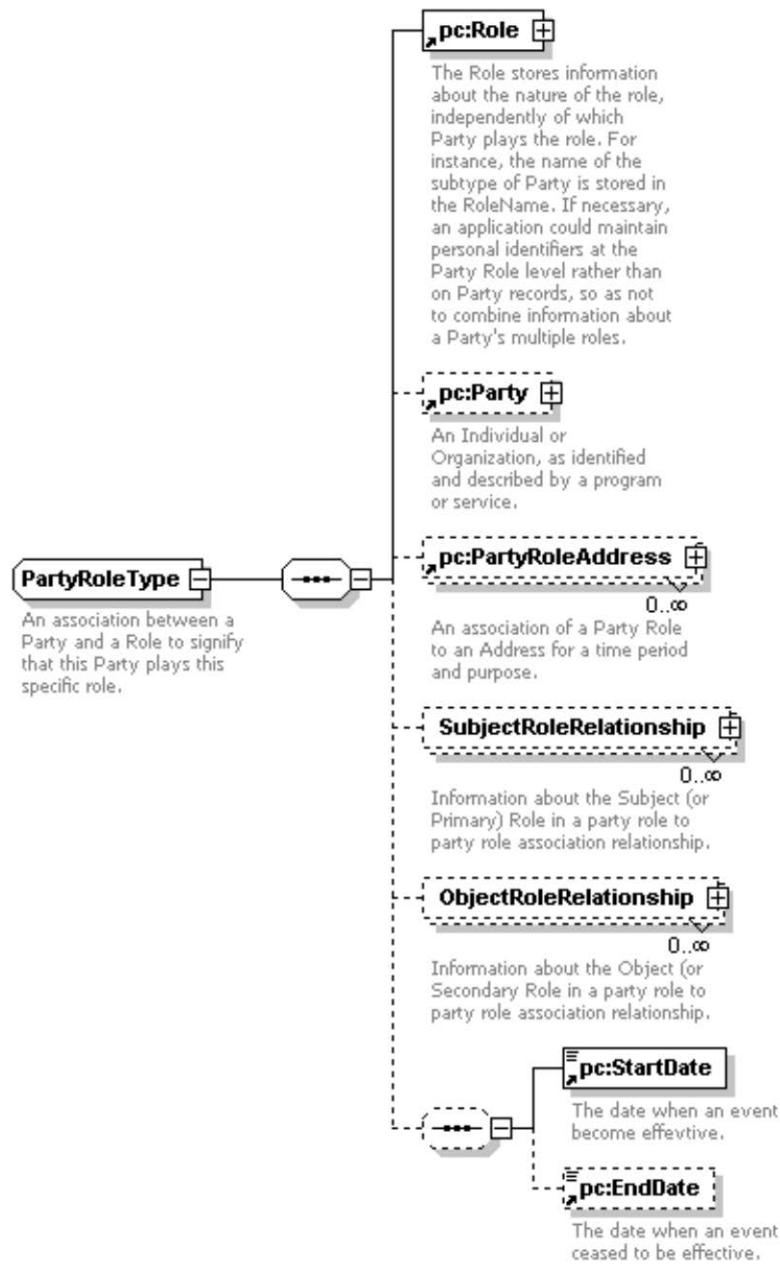 pc:Role
The Role stores information
about the nature of the role,
independently of which
Party plays the role. For
instance, the name of the
subtype of Party is stored in
the RoleName. If necessary,
an application could maintain
personal identifiers at the
Party Role level rather than
on Party records, so as not
to combine information about
a Party's multiple roles.
pc:Party
An Individual or
Organization, as identified
and described by a program
or service.
PartyRoleType
An association between a
Party and a Role to signify
that this Party plays this
specific role.
pc:PartyRoleAddress
0..∞
An association of a Party Role
to an Address for a time period
and purpose.
SubjectRoleRelationship
0..∞
Information about the Subject (or
Primary) Role in a party role to
party role association relationship.
ObjectRoleRelationship
0..∞
Information about the Object (or
Secondary Role in a party role to
party role association relationship.
pc:StartDate
The date when an event
become effevtive.
pc:EndDate
The date when an event
ceased to be effective.